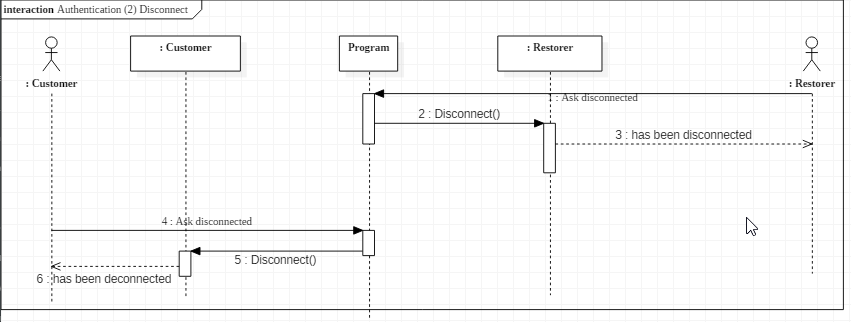 interaction Authentication (2) Disconnect
: Customer
: Customer
Program
: Restorer
: Restorer
1 : Ask disconnected
2 : Disconnect()
3 : has been disconnected
4 : Ask disconnected
5 : Disconnect()
6 : has been deconnected